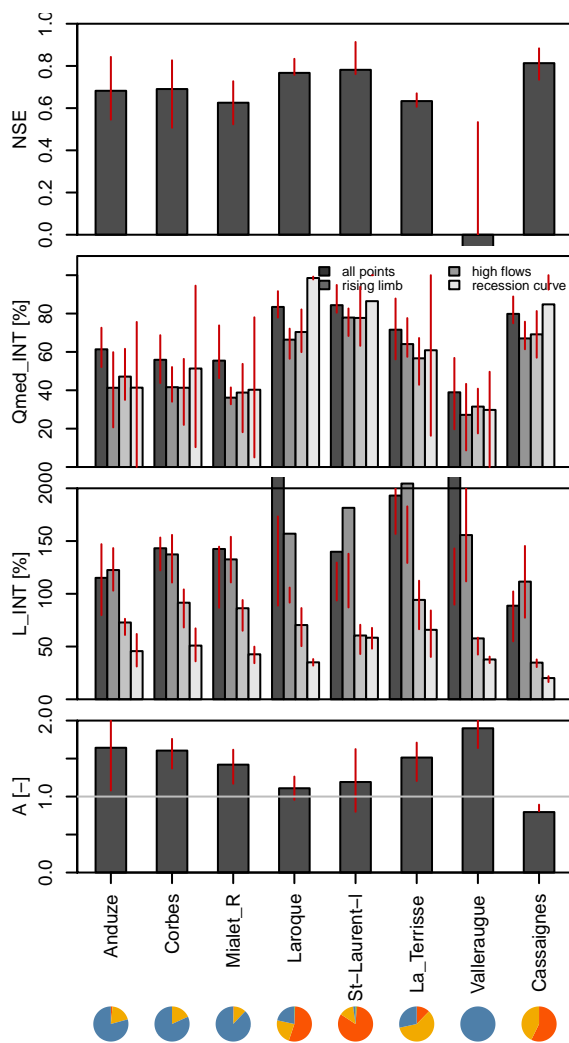 NSE
1.0
0.8
0.6
0.4
0.2
0.0
all points
rising limb
high flows
recession curve
Qmed_INT [%]
80
60
40
20
0
L_INT [%]
200
150
100
50
0
A [−]
2.0
1.0
0.0
Anduze
Corbes
Mialet_R
Laroque
St−Laurent−l
La_Terrisse
Valleraugue
Cassaignes